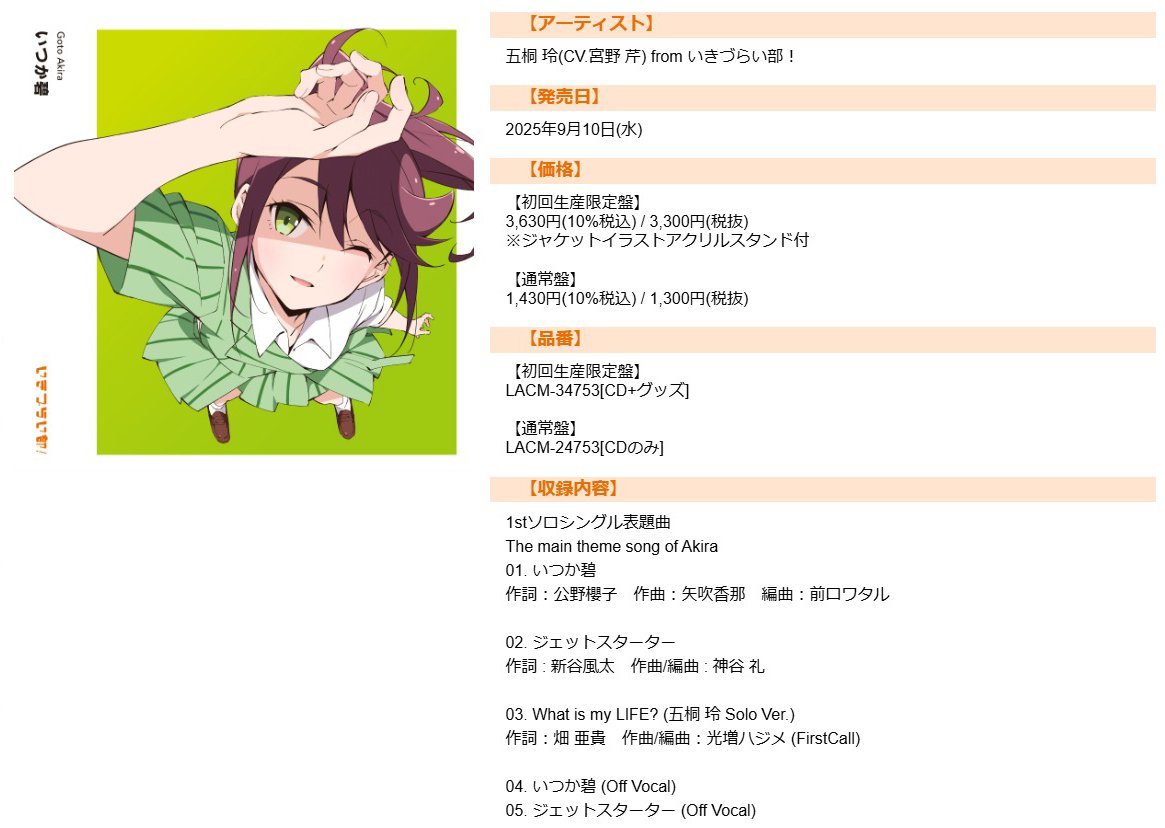 Goto Akira
いつか碧
いきづらい部!
【アーティスト】
五桐 玲(CV.宮野 芹) from いきづらい部！
【発売日】
2025年9月10日(水)
【価格】
【初回生産限定盤】
3,630円(10%税込) / 3,300円(税抜)
※ジャケットイラストアクリルスタンド付
【通常盤】
1,430円(10%税込) / 1,300円(税抜)
【品番】
【初回生産限定盤】
LACM-34753[CD+グッズ]
【通常盤】
LACM-24753[CDのみ]
【収録内容】
1stソロシングル表題曲
The main theme song of Akira
01. いつか碧
作詞：公野櫻子　作曲：矢吹香那　編曲：前口ワタル
02. ジェットスターター
作詞 : 新谷風太　作曲/編曲 : 神谷 礼
03. What is my LIFE? (五桐 玲 Solo Ver.)
作詞：畑 亜貴　作曲/編曲：光増ハジメ (FirstCall)
04. いつか碧 (Off Vocal)
05. ジェットスターター (Off Vocal)